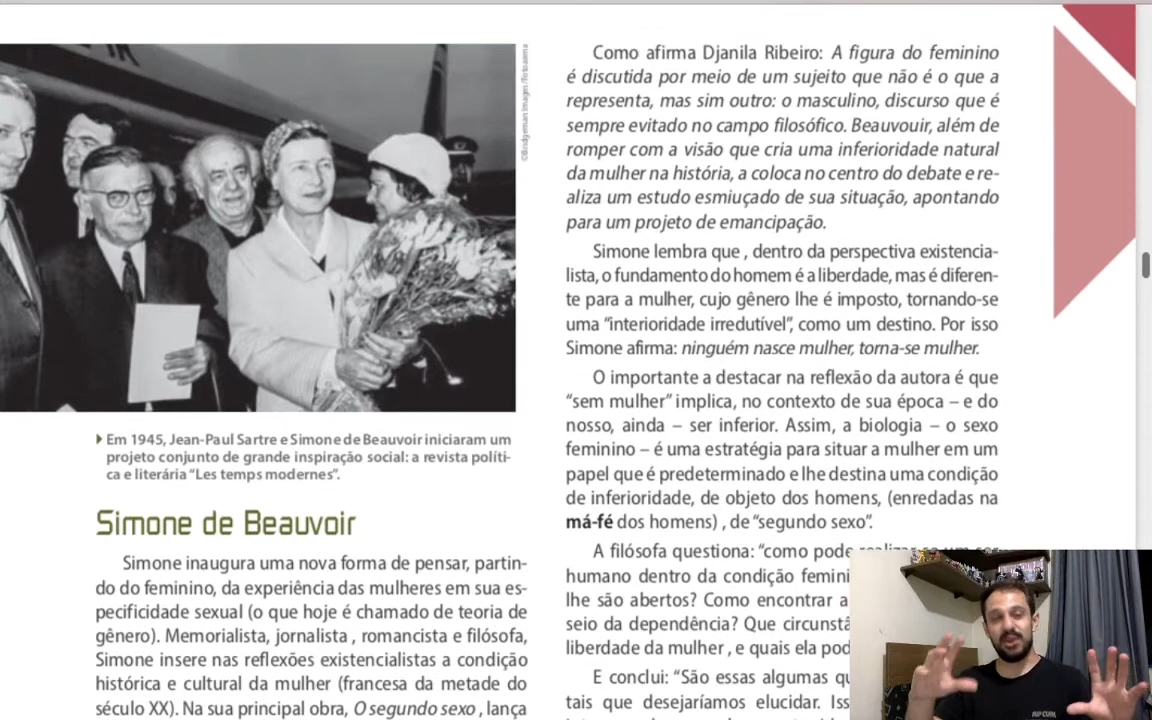 ©Bridgeman Images/Fotoarena
Em 1945, Jean-Paul Sartre e Simone de Beauvoir iniciaram um
projeto conjunto de grande inspiração social: a revista políti-
ca e literária “Les temps modernes”.
Simone de Beauvoir
Simone inaugura uma nova forma de pensar, partin-
do do feminino, da experiência das mulheres em sua es-
pecificidade sexual (o que hoje é chamado de teoria de
gênero). Memorialista, jornalista , romancista e filósofa,
Simone insere nas reflexões existencialistas a condição
histórica e cultural da mulher (francesa da metade do
século XX). Na sua principal obra, O segundo sexo , lança
Como afirma Djanila Ribeiro: A figura do feminino
é discutida por meio de um sujeito que não é o que a
representa, mas sim outro: o masculino, discurso que é
sempre evitado no campo filosófico. Beauvouir, além de
romper com a visão que cria uma inferioridade natural
da mulher na história, a coloca no centro do debate e re-
aliza um estudo esmiuçado de sua situação, apontando
para um projeto de emancipação.
Simone lembra que , dentro da perspectiva existencia-
lista, o fundamento do homem é a liberdade, mas é diferen-
te para a mulher, cujo gênero lhe é imposto, tornando-se
uma “interioridade irredutível”, como um destino. Por isso
Simone afirma: ninguém nasce mulher, torna-se mulher.
O importante a destacar na reflexão da autora é que
“sem mulher” implica, no contexto de sua época – e do
nosso, ainda – ser inferior. Assim, a biologia – o sexo
feminino – é uma estratégia para situar a mulher em um
papel que é predeterminado e lhe destina uma condição
de inferioridade, de objeto dos homens, (enredadas na
má-fé dos homens) , de “segundo sexo”.
A filósofa questiona: “como pode realizar-se um ser
humano dentro da condição femini
lhe são abertos? Como encontrar a
seio da dependência? Que circunstâ
liberdade da mulher , e quais ela pod
E conclui: “São essas algumas qu
tais que desejaríamos elucidar. Iss
RIP CURL